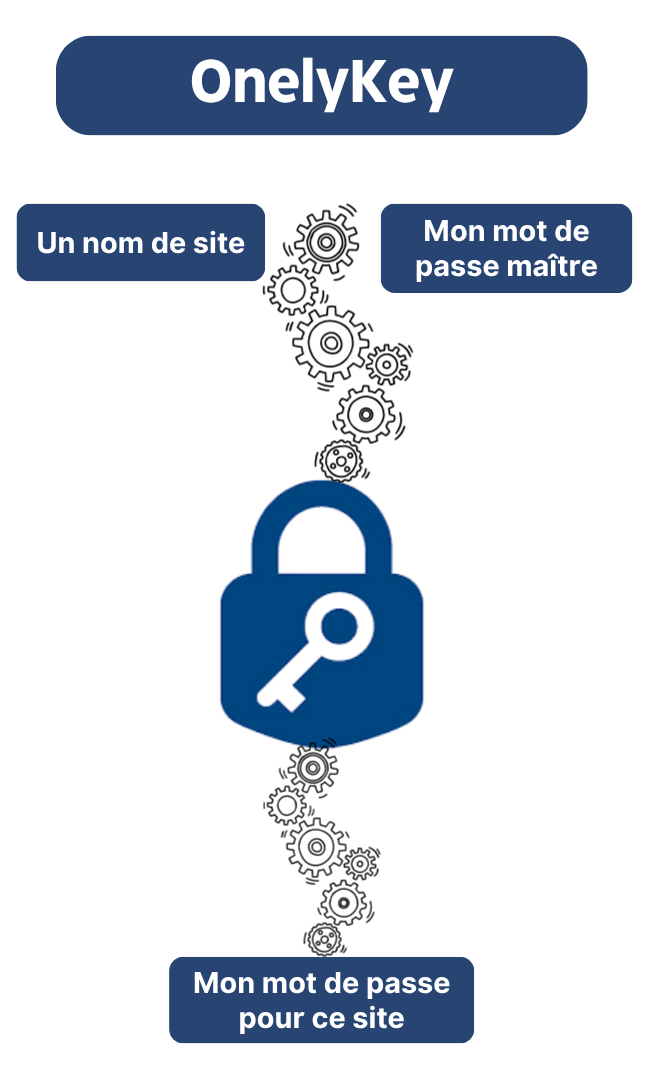 OnelyKey
Un nom de site
Mon mot de
passe maître
Mon mot de passe
pour ce site